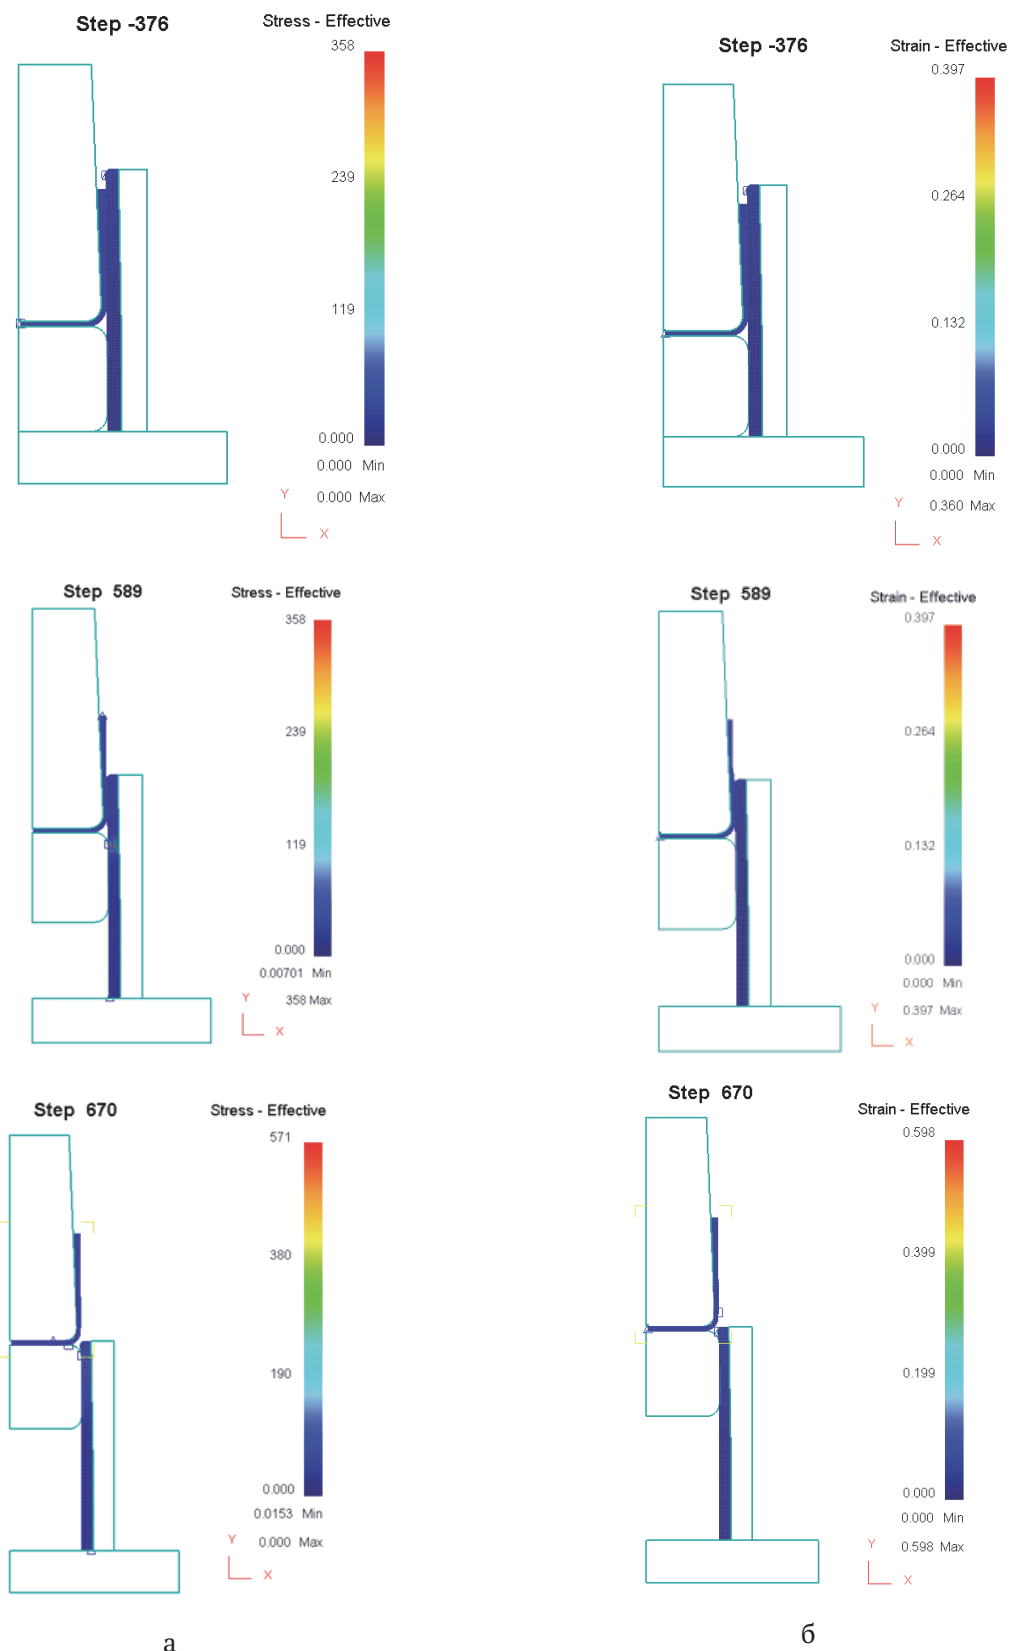 Step -376
Stress - Effective
358
239
119
0.000
0.000 Min
0.000 Max
Y
X
Step -376
Strain - Effective
0.397
0.264
0.132
0.000
0.000 Min
0.360 Max
Y
X
Step 589
Stress - Effective
358
239
119
0.000
0.00701 Min
358 Max
Y
X
Step 589
Strain - Effective
0.397
0.264
0.132
0.000
0.000 Min
0.397 Max
Y
X
Step 670
Stress - Effective
571
380
190
0.000
0.0153 Min
0.000 Max
Y
X
Step 670
Strain - Effective
0.598
0.399
0.199
0.000
0.000 Min
0.598 Max
Y
X
а
б